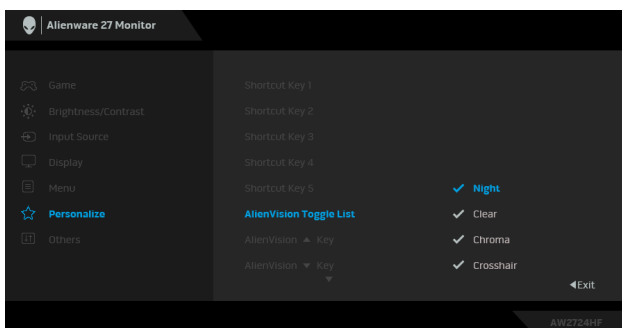 Alienware 27 Monitor
Game
Brightness/Contrast
Input Source
Display
Menu
Personalize
Others
Shortcut Key 1
Shortcut Key 2
Shortcut Key 3
Shortcut Key 4
Shortcut Key 5
AlienVision Toggle List
AlienVision ▲ Key
AlienVision ▼ Key
Night
Clear
Chroma
Crosshair
Exit
AW2724HF